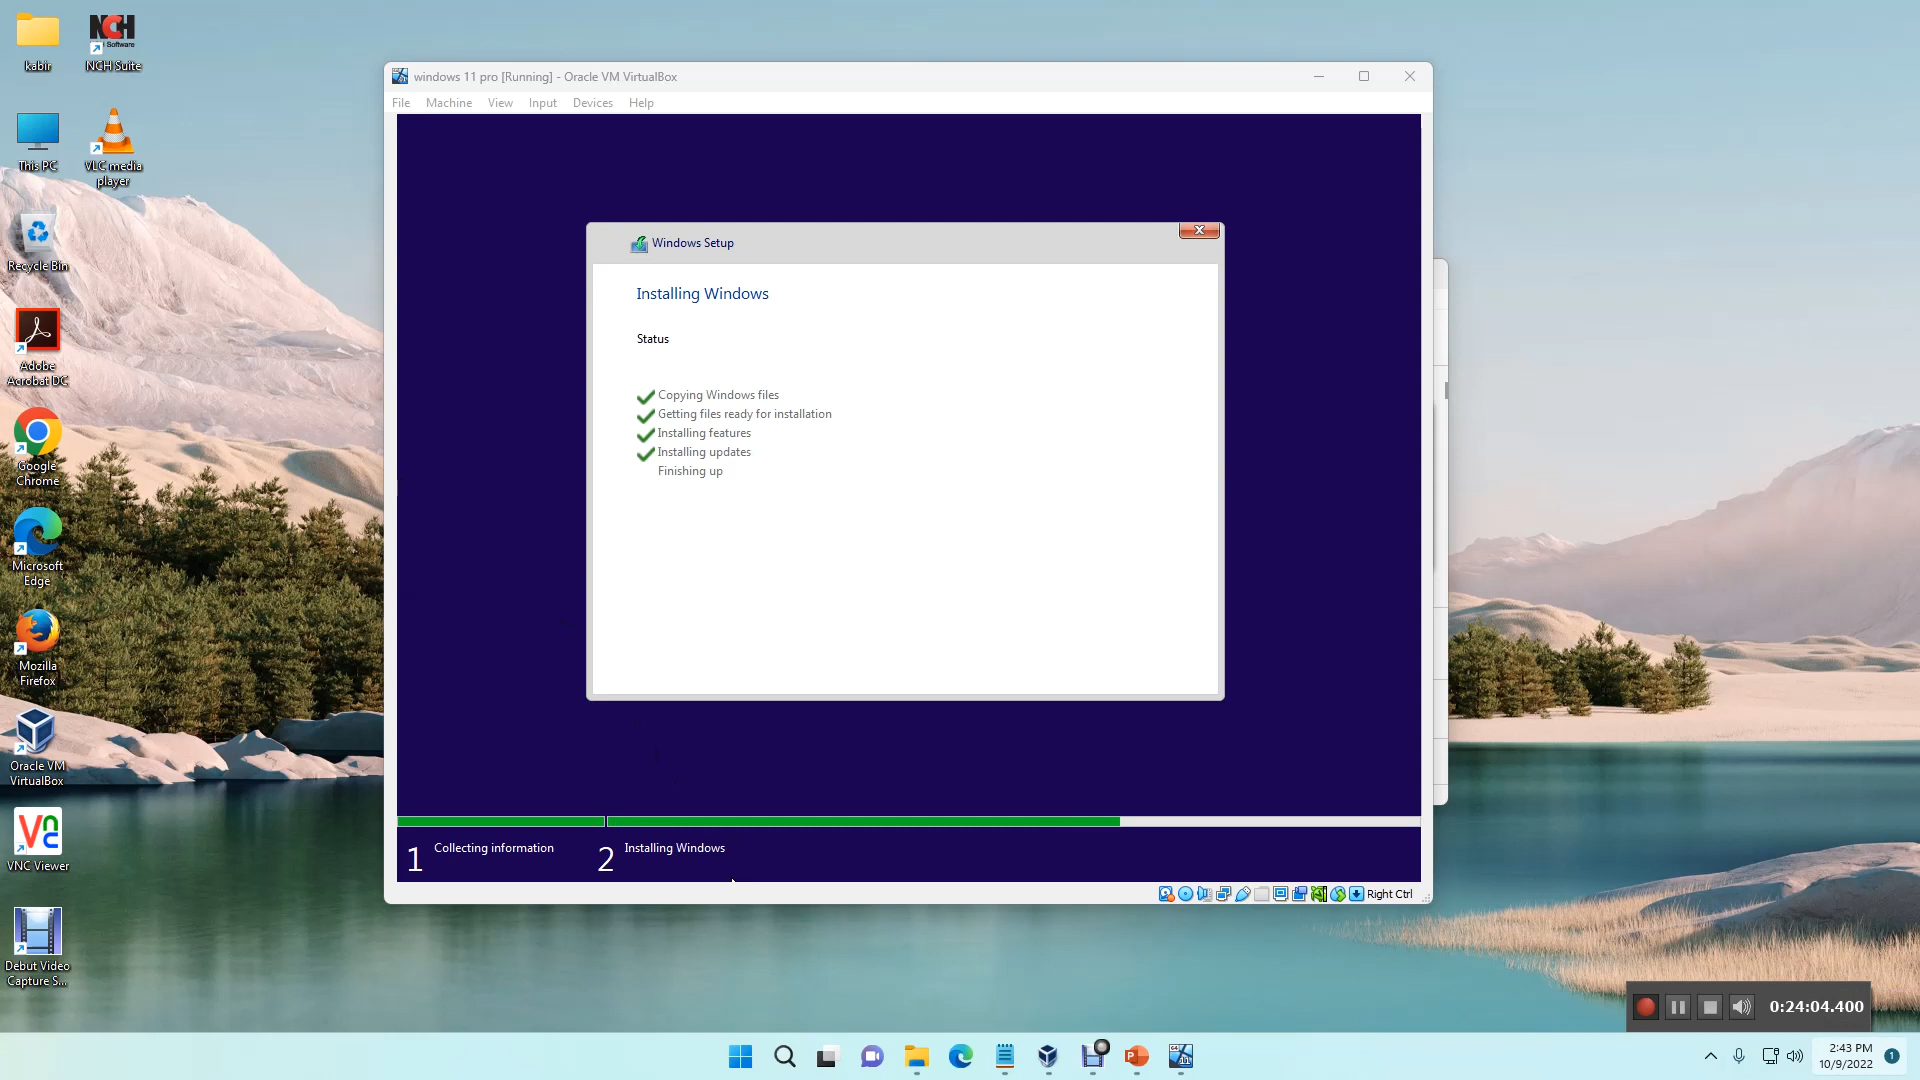 kabir
NCH
Software
NCH Suite
This PC
VLC media
player
Recycle Bin
Adobe
Acrobat DC
Google
Chrome
Microsoft
Edge
Mozilla
Firefox
Oracle VM
VirtualBox
VNC Viewer
Debut Video
Capture S...
windows 11 pro [Running] - Oracle VM VirtualBox
File Machine View Input Devices Help
Windows Setup
Installing Windows
Status
Copying Windows files
Getting files ready for installation
Installing features
Installing updates
Finishing up
1 Collecting information 2 Installing Windows
Right Ctrl
0:24:04.400
2:43 PM
10/9/2022
1